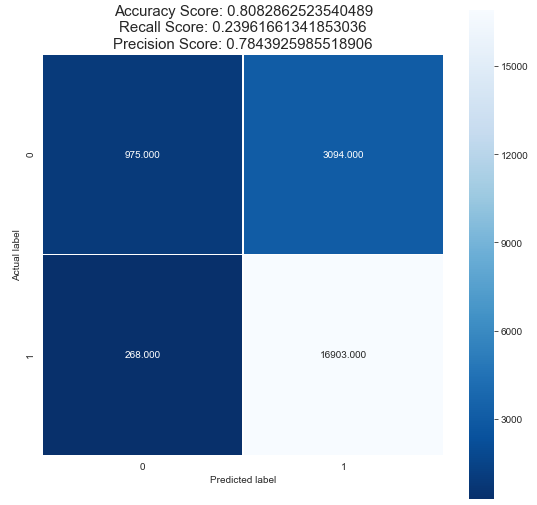 Accuracy Score: 0.8082862523540489
Recall Score: 0.23961661341853036
Precision Score: 0.7843925985518906
15000
12000
9000
6000
3000
0
975.000
3094.000
Actual label
1
268.000
16903.000
0
1
Predicted label